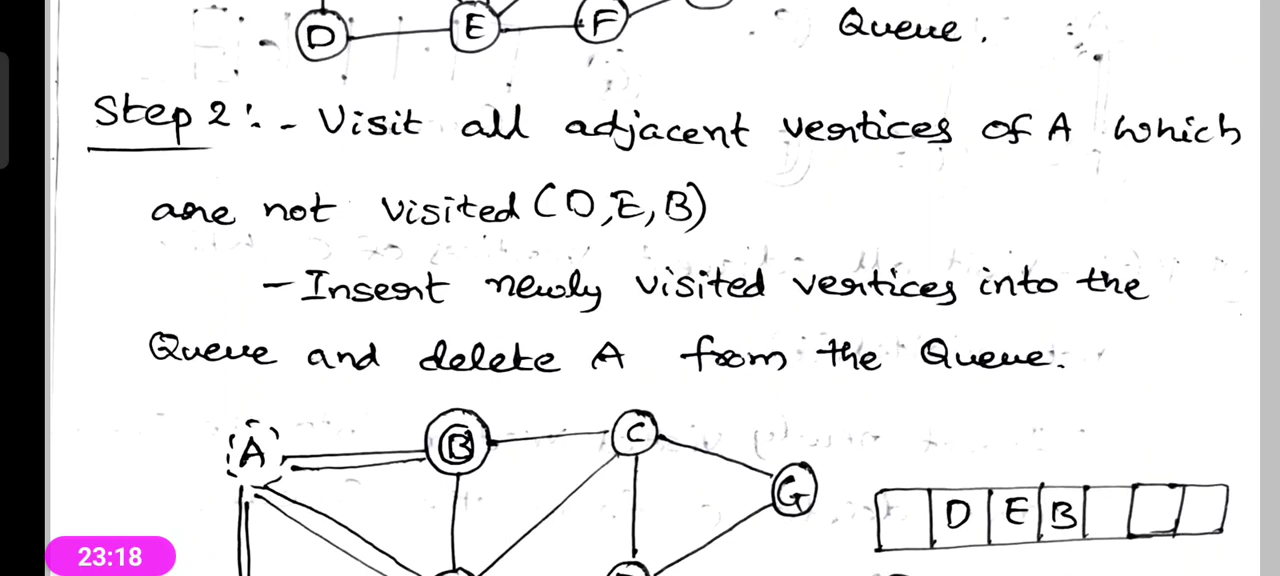 D E F
Queue.
Step 2:- Visit all adjacent vertices of A which
are not visited (D,E,B)
-Insert newly visited vertices into the
Queue and delete A from the Queue.
A B C
G
D E B
23:18